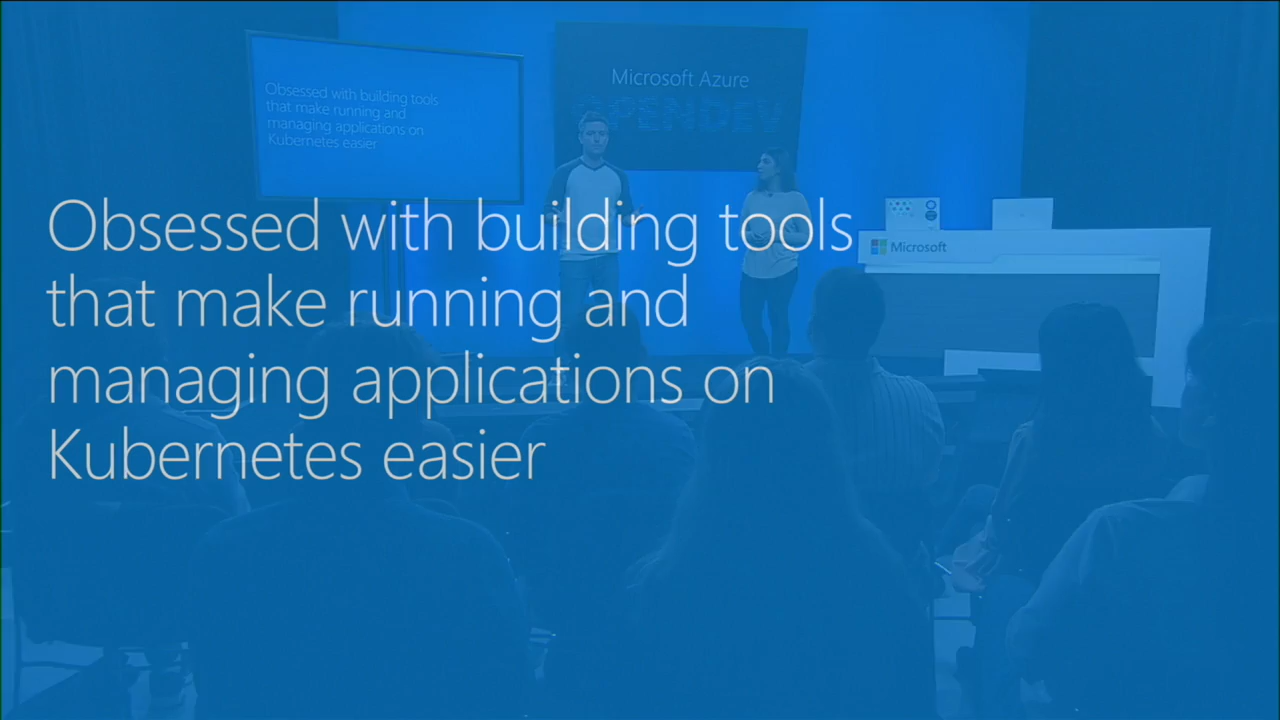 Obsessed with building tools
that make running and
managing applications on
Kubernetes easier
Microsoft Azure
OPENDEV
Obsessed with building tools
that make running and
managing applications on
Kubernetes easier
Microsoft